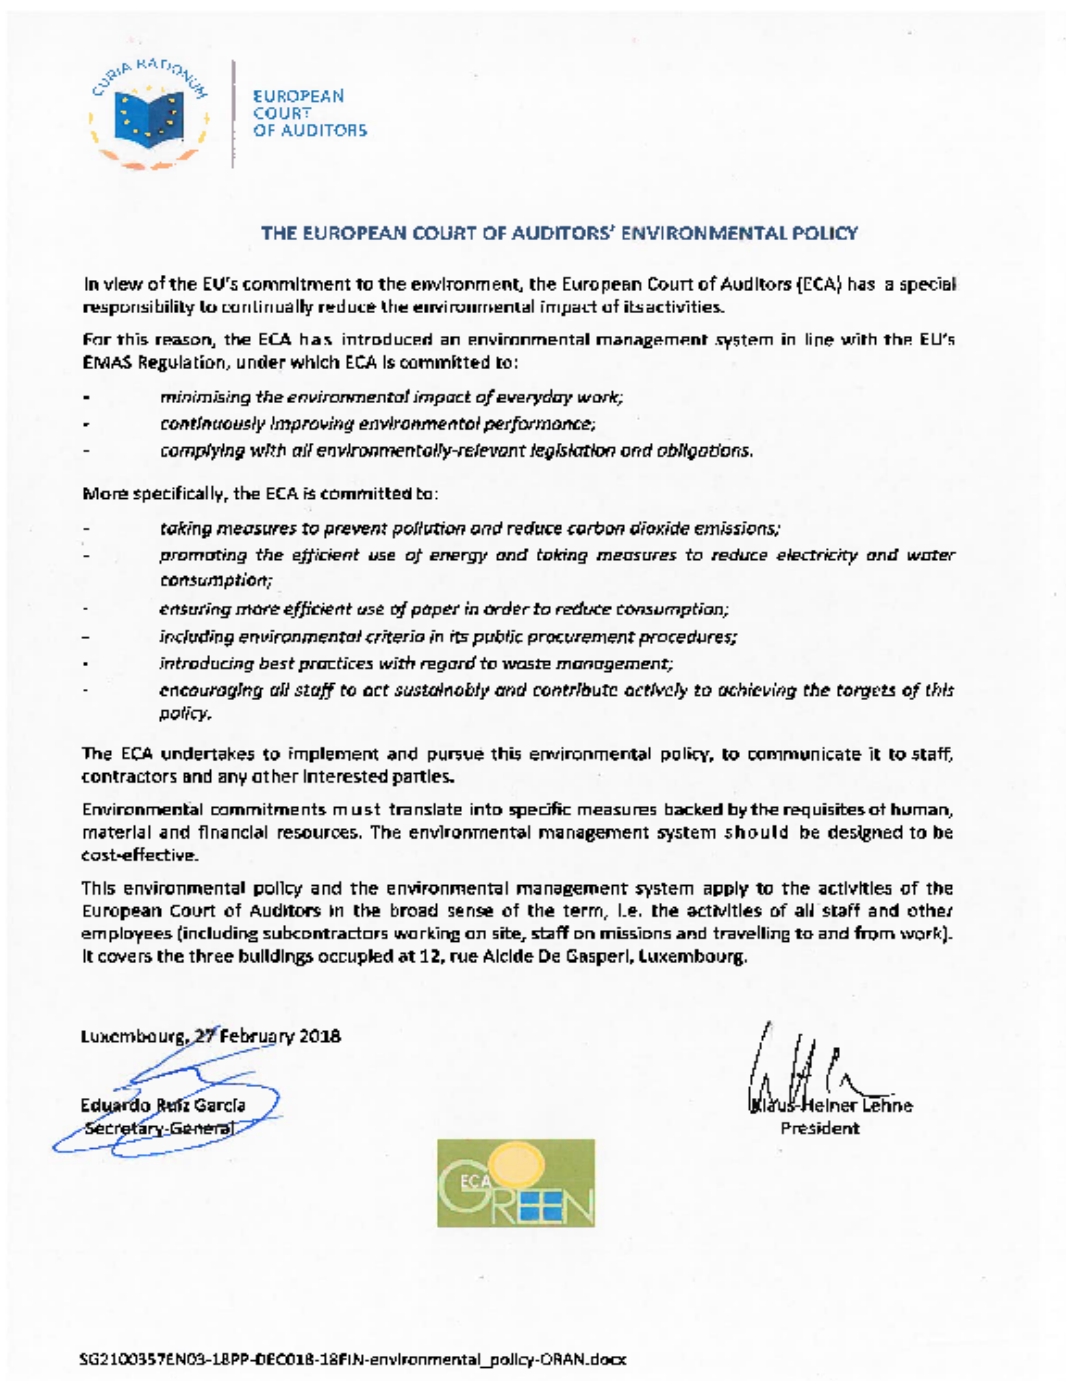 CURIA RATIONUM
EUROPEAN
COURT
OF AUDITORS
THE EUROPEAN COURT OF AUDITORS' ENVIRONMENTAL POLICY
In view of the EU's commitment to the environment, the European Court of Auditors (ECA) has a special
responsibility to continually reduce the environmental impact of its activities.
For this reason, the ECA has introduced an environmental management system in line with the EU's
EMAS Regulation, under which ECA is committed to:
- minimising the environmental impact of everyday work;
- continuously improving environmental performance;
- complying with all environmentally-relevant legislation and obligations.
More specifically, the ECA is committed to:
- taking measures to prevent pollution and reduce carbon dioxide emissions;
- promoting the efficient use of energy and taking measures to reduce electricity and water
consumption;
- ensuring more efficient use of paper in order to reduce consumption;
- including environmental criteria in its public procurement procedures;
- introducing best practices with regard to waste management;
- encouraging all staff to act sustainably and contribute actively to achieving the targets of this
policy.
The ECA undertakes to implement and pursue this environmental policy, to communicate it to staff,
contractors and any other interested parties.
Environmental commitments must translate into specific measures backed by the requisites of human,
material and financial resources. The environmental management system should be designed to be
cost-effective.
This environmental policy and the environmental management system apply to the activities of the
European Court of Auditors in the broad sense of the term, i.e. the activities of all staff and other
employees (including subcontractors working on site, staff on missions and travelling to and from work).
It covers the three buildings occupied at 12, rue Alcide De Gasperi, Luxembourg.
Luxembourg, 27 February 2018
Eduardo Ruiz García
Secretary-General
Klaus-Heiner Lehne
President
ECA
GREEN
SG2100357EN03-18PP-DEC018-18FIN-environmental_policy-ORAN.docx